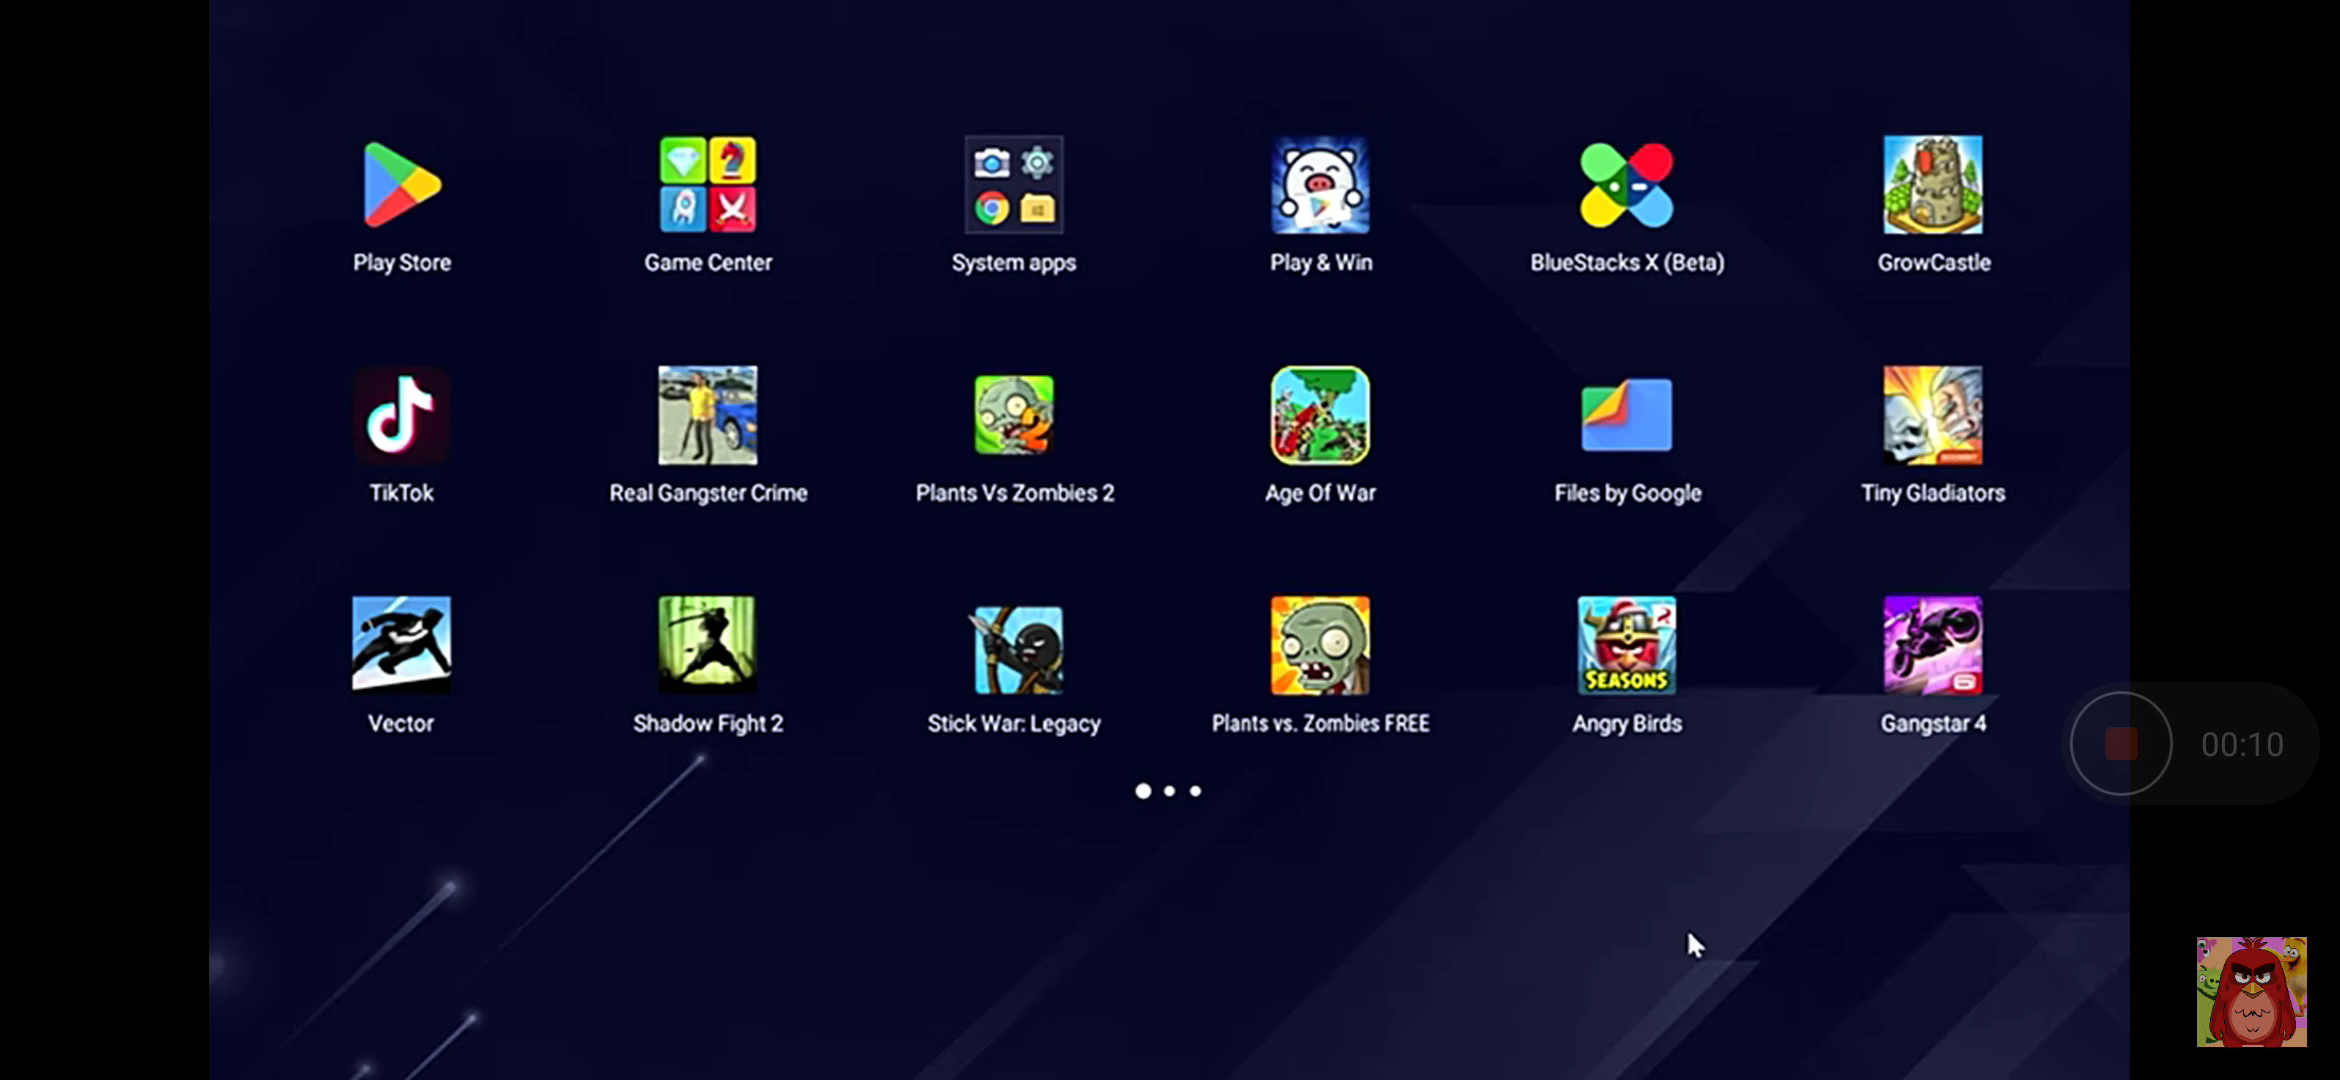 Play Store
Game Center
System apps
Play & Win
BlueStacks X (Beta)
GrowCastle
TikTok
Real Gangster Crime
Plants Vs Zombies 2
Age Of War
Files by Google
Tiny Gladiators
SEASONS
Vector
Shadow Fight 2
Stick War: Legacy
Plants vs. Zombies FREE
Angry Birds
Gangstar 4
00:10